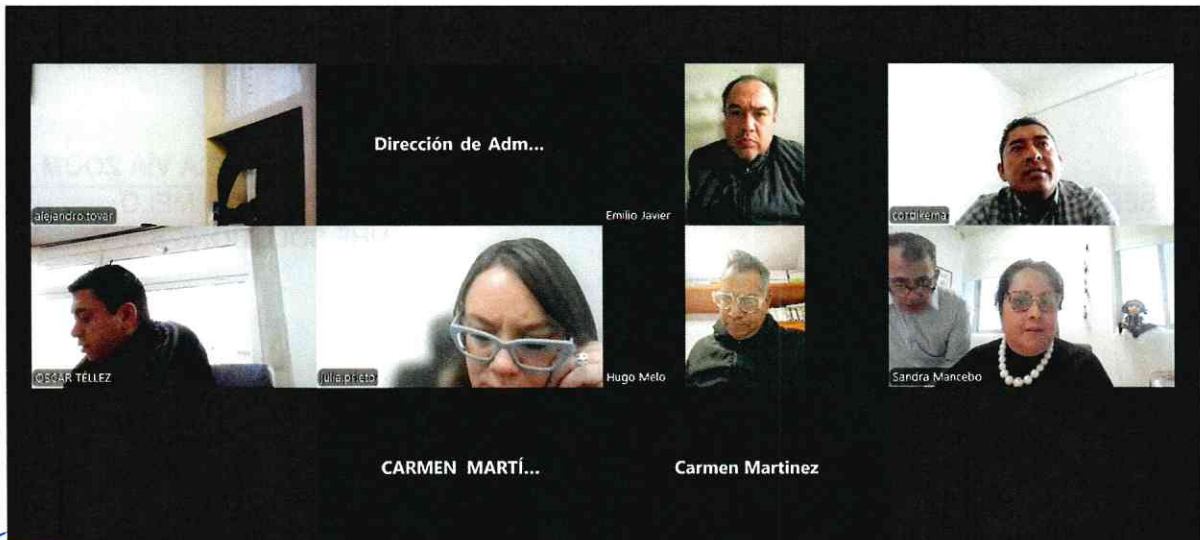 alejandro.tovar
Dirección de Adm...
Emilio Javier
OSCAR TÉLLEZ
julia prieto
Hugo Melo
Sandra Mancebo
CARMEN MARTÍ...
Carmen Martinez